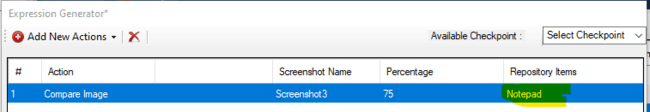 Expression Generator*
Add New Actions Available Checkpoint : Select Checkpoint
# Action Screenshot Name Percentage Repository Items
1 Compare Image Screenshot3 75 Notepad